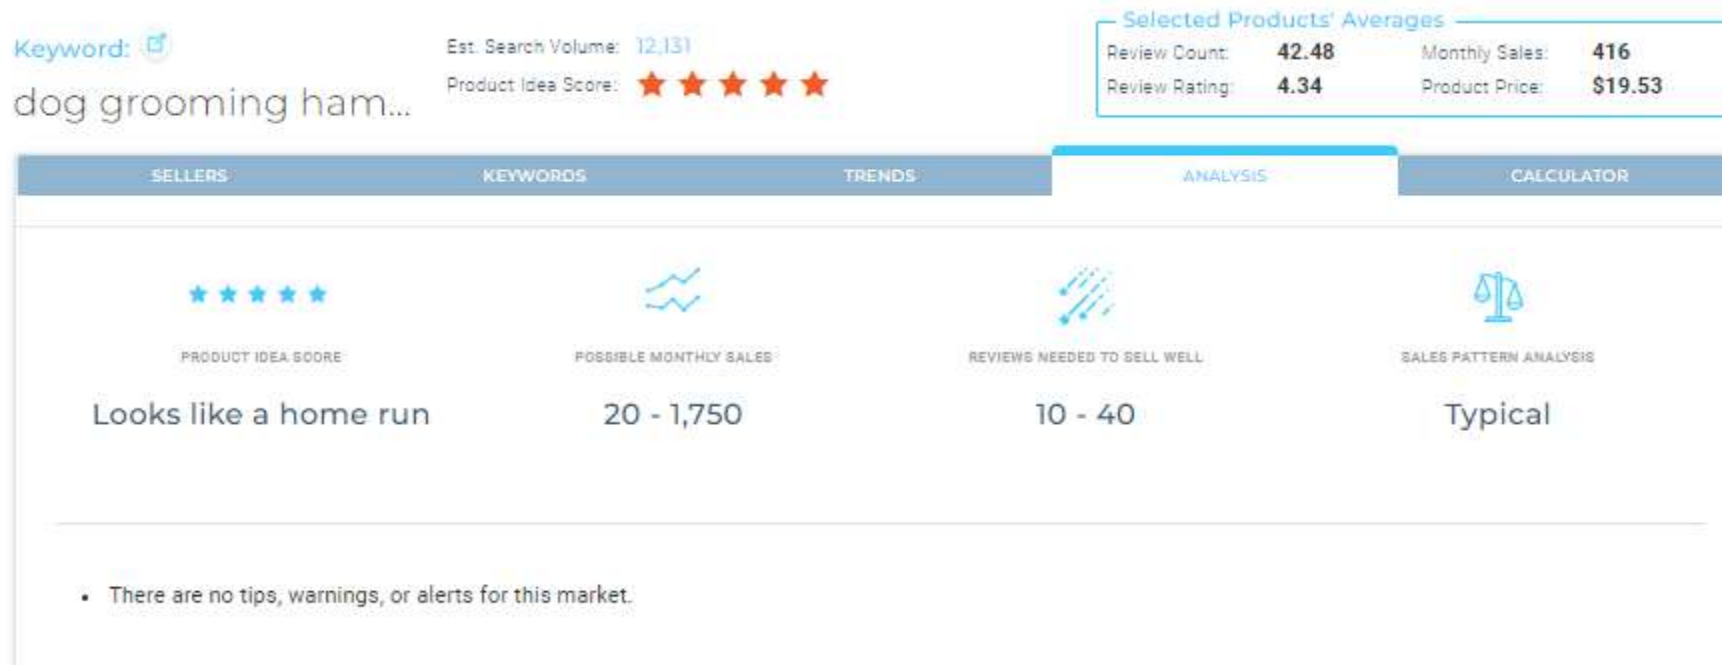 Keyword:
dog grooming ham...
Est. Search Volume: 12,131
Product Idea Score:
Selected Products' Averages
Review Count: 42.48 Monthly Sales: 416
Review Rating: 4.34 Product Price: $19.53
SELLERS KEYWORDS TRENDS ANALYSIS CALCULATOR
PRODUCT IDEA SCORE POSSIBLE MONTHLY SALES REVIEWS NEEDED TO SELL WELL SALES PATTERN ANALYSIS
Looks like a home run 20 - 1,750 10 - 40 Typical
• There are no tips, warnings, or alerts for this market.